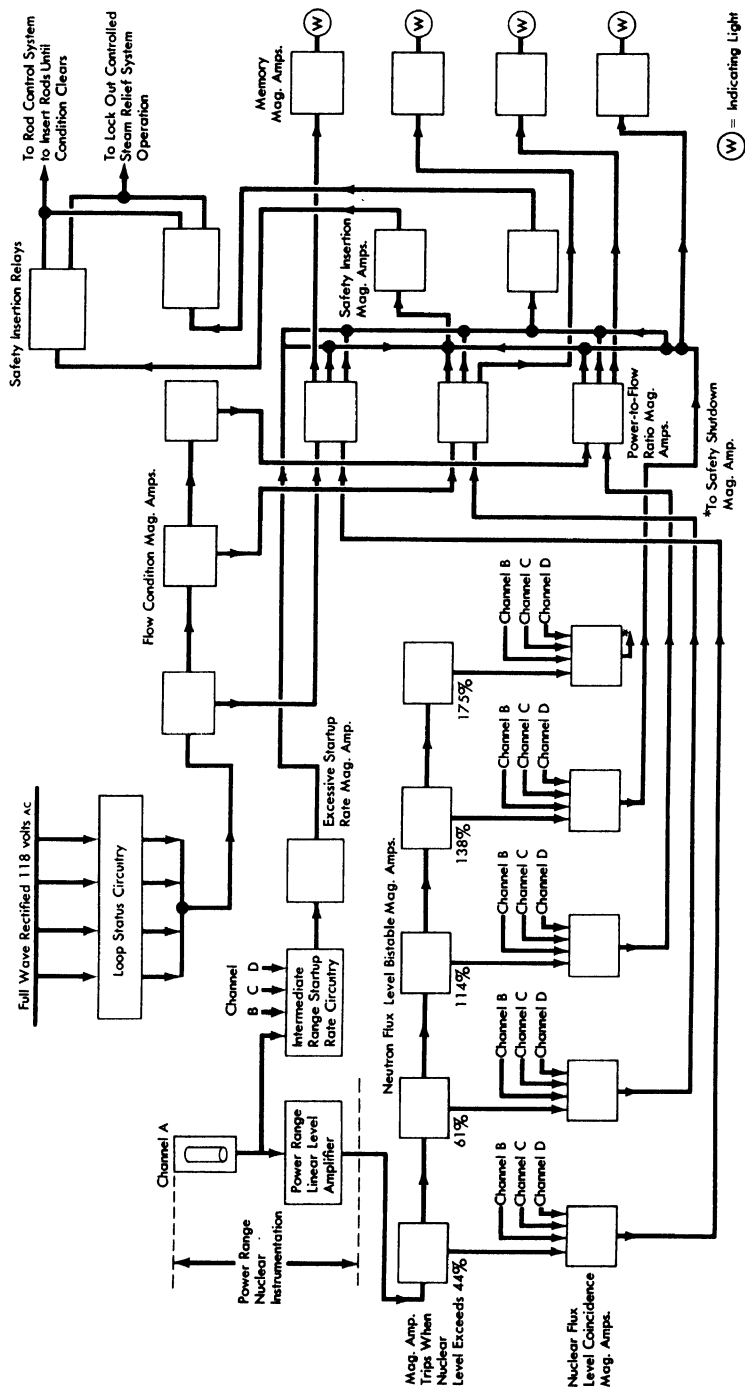 Full Wave Rectified 118 volts AC
Loop Status Circuitry
Flow Condition Mag. Amps.
Safety Insertion Relays
To Rod Control System
to Insert Rods Until
Condition Clears
To Lock Out Controlled
Steam Relief System
Operation
Channel A
Power Range
Nuclear
Instrumentation
Power Range
Linear Level
Amplifier
Channel
B C D
Intermediate
Range Startup
Rate Circuitry
Excessive Startup
Rate Mag. Amp.
Safety Insertion
Mag. Amps.
Memory
Mag. Amps.
W
W
W
W
Mag. Amp.
Trips When
Nuclear
Level Exceeds 44%
Neutron Flux Level Bistable Mag. Amps.
61%
114%
138%
175%
Power-to-Flow
Ratio Mag.
Amps.
Channel B
Channel C
Channel D
Channel B
Channel C
Channel D
Channel B
Channel C
Channel D
Channel B
Channel C
Channel D
Channel B
Channel C
Channel D
*
Nuclear Flux
Level Coincidence
Mag. Amps.
*To Safety Shutdown
Mag. Amp.
W = Indicating Light